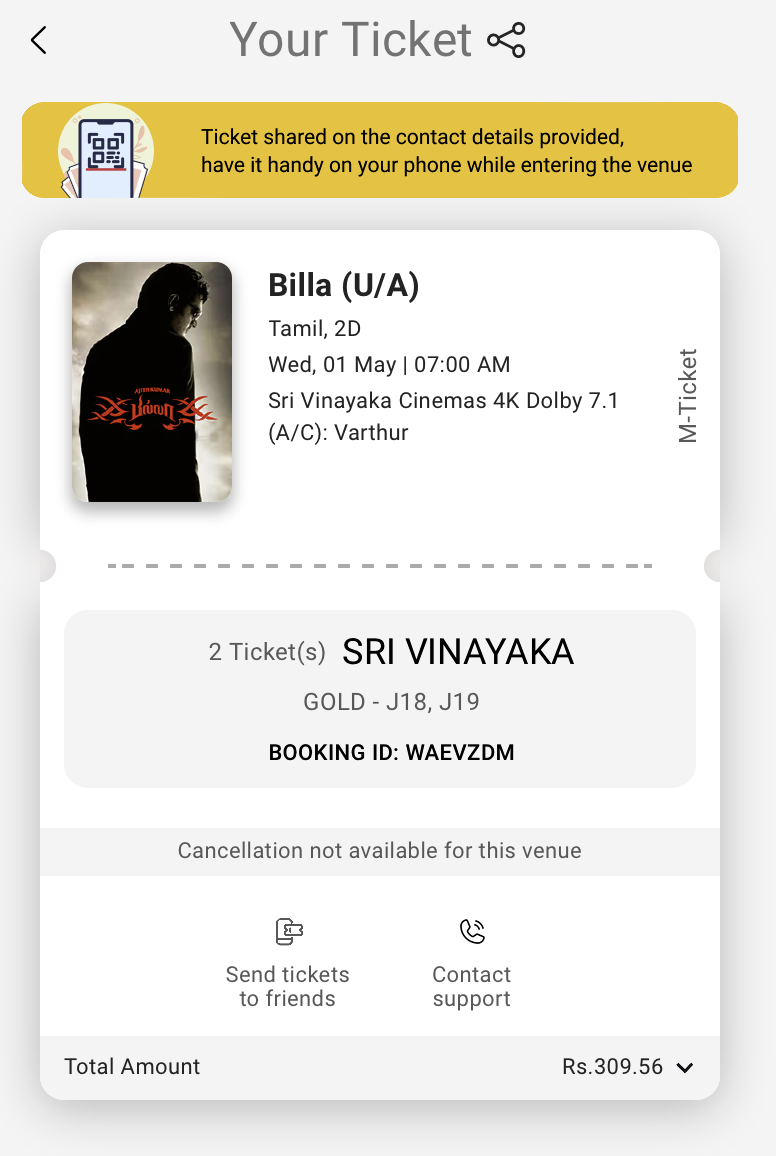 Your Ticket
Ticket shared on the contact details provided,
have it handy on your phone while entering the venue
AJITH KUMAR
பில்லா
Billa (U/A)
Tamil, 2D
Wed, 01 May | 07:00 AM
Sri Vinayaka Cinemas 4K Dolby 7.1
(A/C): Varthur
M-Ticket
2 Ticket(s) SRI VINAYAKA
GOLD - J18, J19
BOOKING ID: WAEVZDM
Cancellation not available for this venue
Send tickets
to friends
Contact
support
Total Amount Rs.309.56